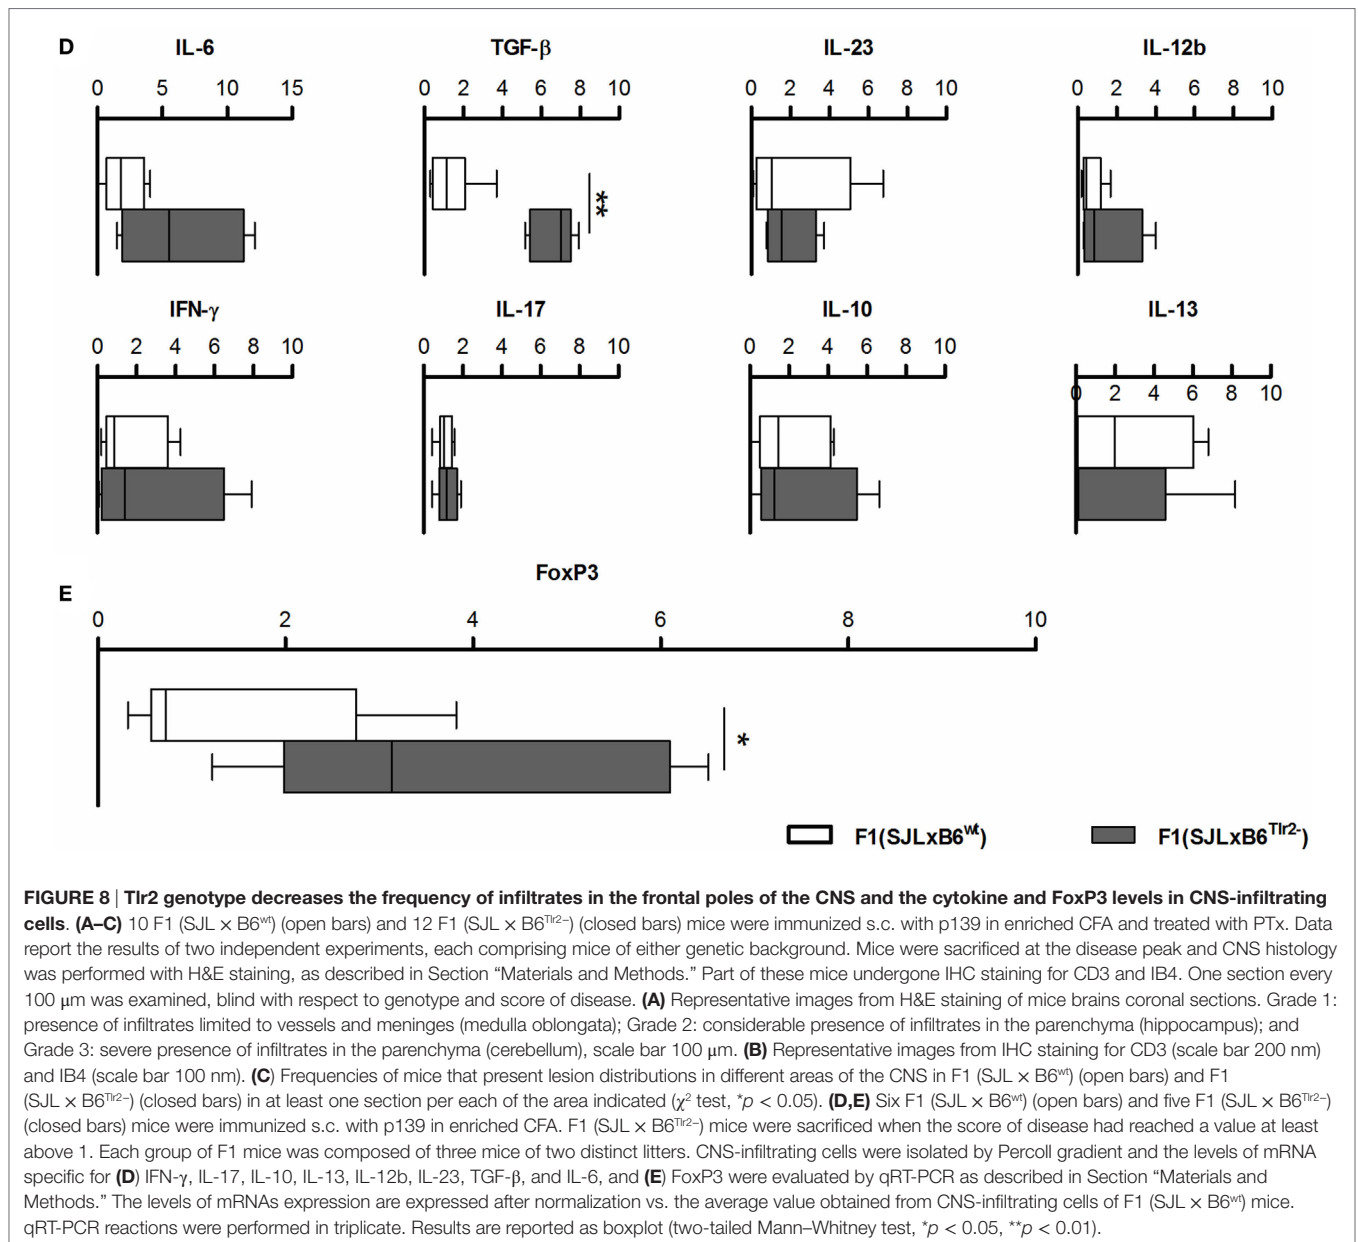 D
IL-6 TGF-β IL-23 IL-12b
0 5 10 15 0 2 4 6 8 10 0 2 4 6 8 10 0 2 4 6 8 10
**
IFN-γ IL-17 IL-10 IL-13
0 2 4 6 8 10 0 2 4 6 8 10 0 2 4 6 8 10 0 2 4 6 8 10
FoxP3
E
0 2 4 6 8 10
*
F1(SJLxB6wt) F1(SJLxB6Tlr2-)
FIGURE 8 | Tlr2 genotype decreases the frequency of infiltrates in the frontal poles of the CNS and the cytokine and FoxP3 levels in CNS-infiltrating
cells. (A–C) 10 F1 (SJL × B6wt) (open bars) and 12 F1 (SJL × B6Tlr2−) (closed bars) mice were immunized s.c. with p139 in enriched CFA and treated with PTx. Data
report the results of two independent experiments, each comprising mice of either genetic background. Mice were sacrificed at the disease peak and CNS histology
was performed with H&E staining, as described in Section “Materials and Methods.” Part of these mice undergone IHC staining for CD3 and IB4. One section every
100 μm was examined, blind with respect to genotype and score of disease. (A) Representative images from H&E staining of mice brains coronal sections. Grade 1:
presence of infiltrates limited to vessels and meninges (medulla oblongata); Grade 2: considerable presence of infiltrates in the parenchyma (hippocampus); and
Grade 3: severe presence of infiltrates in the parenchyma (cerebellum), scale bar 100 μm. (B) Representative images from IHC staining for CD3 (scale bar 200 nm)
and IB4 (scale bar 100 nm). (C) Frequencies of mice that present lesion distributions in different areas of the CNS in F1 (SJL × B6wt) (open bars) and F1
(SJL × B6Tlr2−) (closed bars) in at least one section per each of the area indicated (χ2 test, *p < 0.05). (D,E) Six F1 (SJL × B6wt) (open bars) and five F1 (SJL × B6Tlr2−)
(closed bars) mice were immunized s.c. with p139 in enriched CFA. F1 (SJL × B6Tlr2−) mice were sacrificed when the score of disease had reached a value at least
above 1. Each group of F1 mice was composed of three mice of two distinct litters. CNS-infiltrating cells were isolated by Percoll gradient and the levels of mRNA
specific for (D) IFN-γ, IL-17, IL-10, IL-13, IL-12b, IL-23, TGF-β, and IL-6, and (E) FoxP3 were evaluated by qRT-PCR as described in Section “Materials and
Methods.” The levels of mRNAs expression are expressed after normalization vs. the average value obtained from CNS-infiltrating cells of F1 (SJL × B6wt) mice.
qRT-PCR reactions were performed in triplicate. Results are reported as boxplot (two-tailed Mann–Whitney test, *p < 0.05, **p < 0.01).